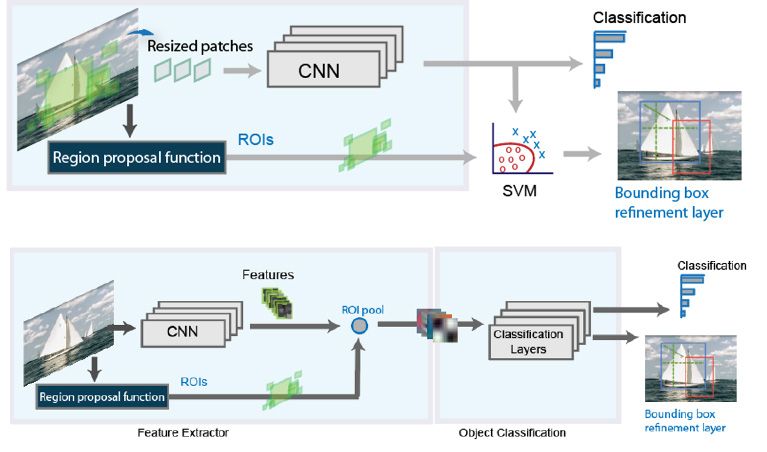 Classification
Resized patches
CNN
ROIs
Region proposal function
SVM
Bounding box
refinement layer
Classification
Features
ROI pool
CNN
Classification
Layers
ROIs
Region proposal function
Bounding box
refinement layer
Feature Extractor
Object Classification